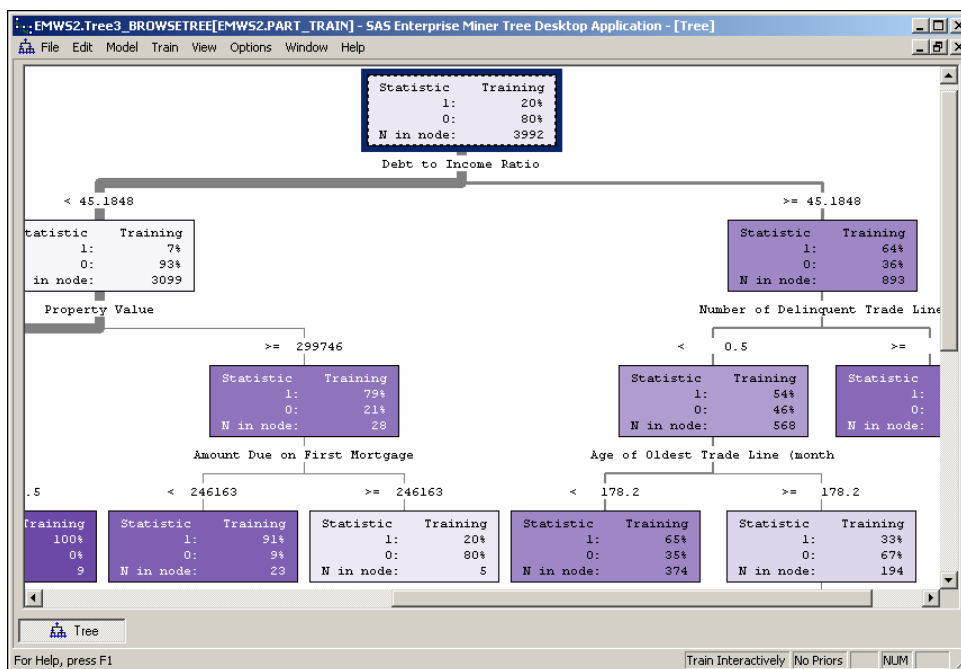 EMWS2.Tree3_BROWSETREE[EMWS2.PART_TRAIN] - SAS Enterprise Miner Tree Desktop Application - [Tree]
File Edit Model Train View Options Window Help
Statistic Training
1: 20%
0: 80%
N in node: 3992
Debt to Income Ratio
< 45.1848 >= 45.1848
tatistic Training
1: 7%
0: 93%
in node: 3099
Statistic Training
1: 64%
0: 36%
N in node: 893
Property Value
Number of Delinquent Trade Line
>= 299746
< 0.5 >=
Statistic Training
1: 79%
0: 21%
N in node: 28
Statistic Training
1: 54%
0: 46%
N in node: 568
Statistic
1:
0:
N in node:
Amount Due on First Mortgage
Age of Oldest Trade Line (month
.5 < 246163 >= 246163 < 178.2 >= 178.2
Training
100%
0%
9
Statistic Training
1: 91%
0: 9%
N in node: 23
Statistic Training
1: 20%
0: 80%
N in node: 5
Statistic Training
1: 65%
0: 35%
N in node: 374
Statistic Training
1: 33%
0: 67%
N in node: 194
Tree
For Help, press F1
Train Interactively No Priors NUM